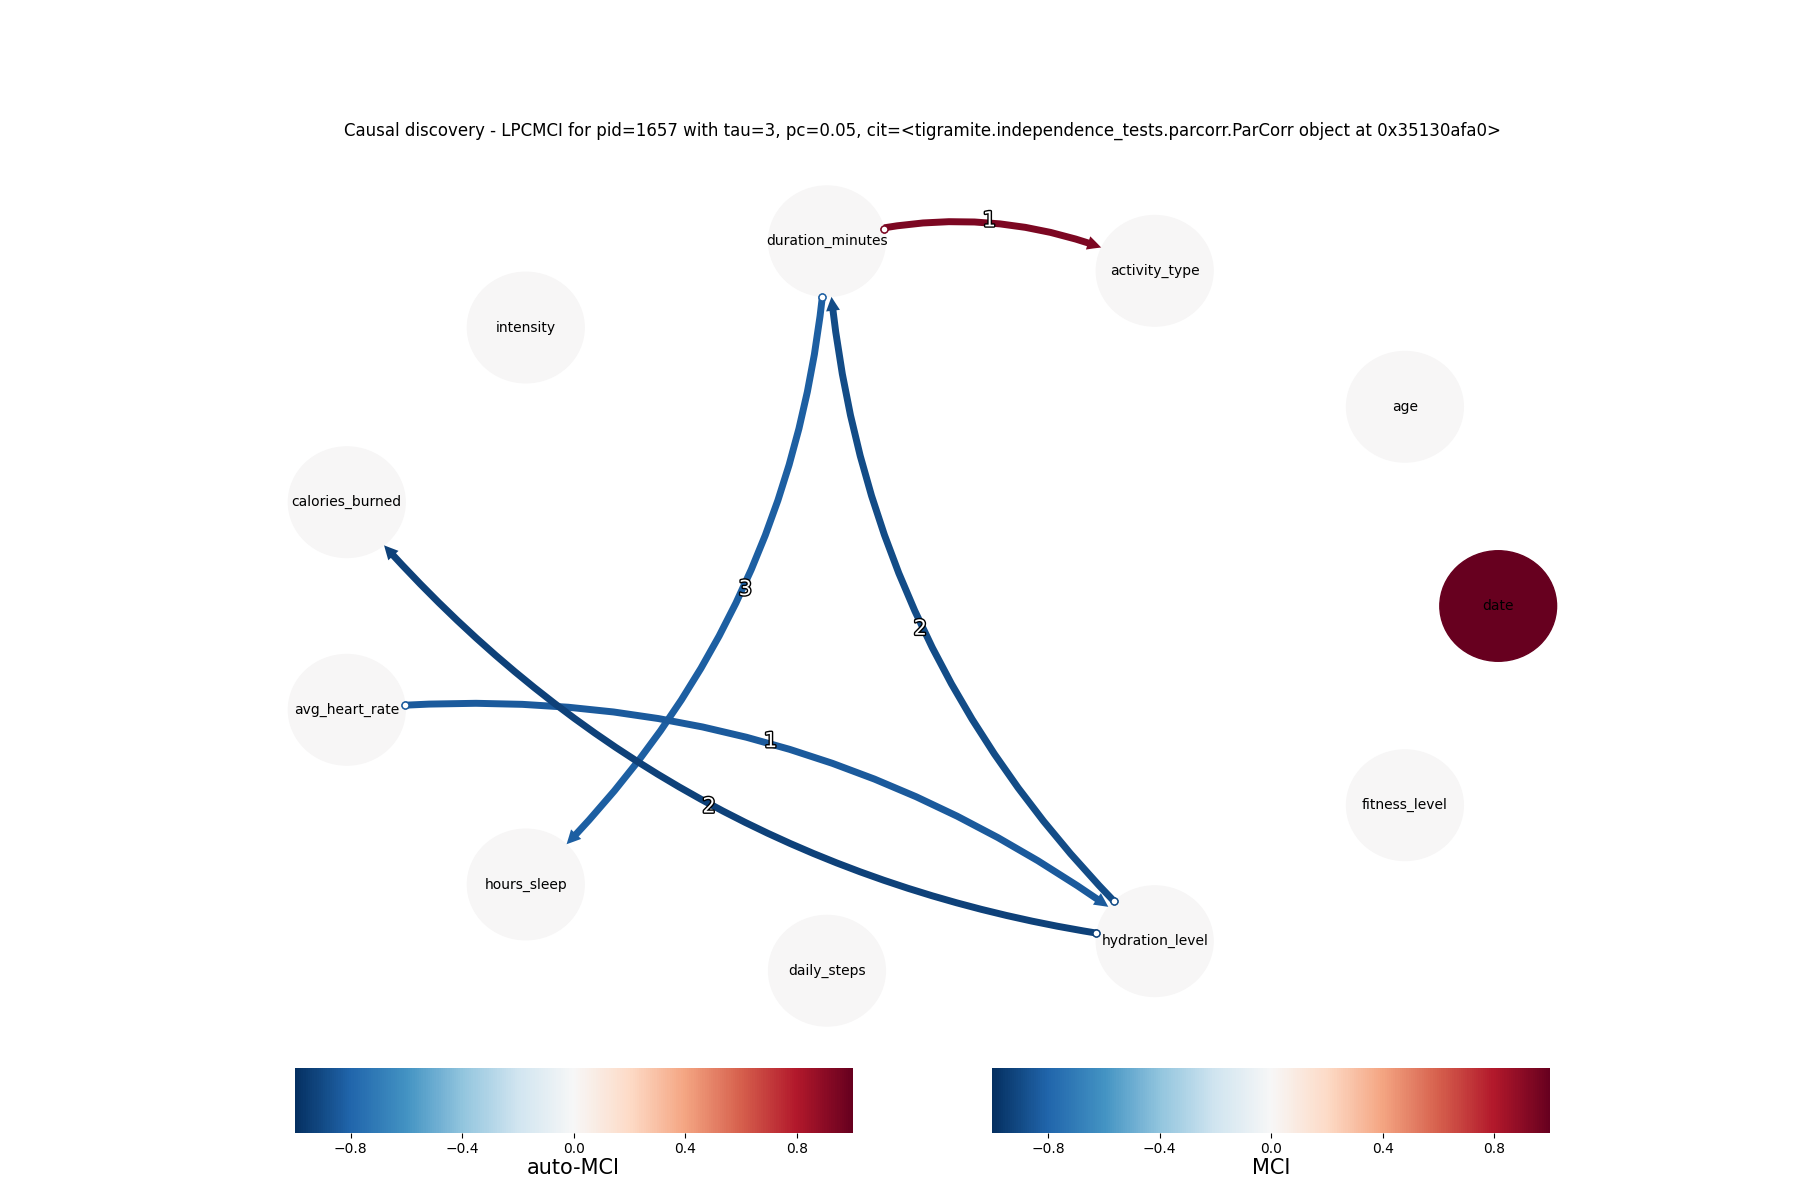 Causal discovery - LPCMCI for pid=1657 with tau=3, pc=0.05, cit=<tigramite.independence_tests.parcorr.ParCorr object at 0x35130afa0>
1
duration_minutes
activity_type
intensity
age
calories_burned
3
date
2
avg_heart_rate
1
2
fitness_level
hours_sleep
hydration_level
daily_steps
−0.8 −0.4 0.0 0.4 0.8
auto-MCI
−0.8 −0.4 0.0 0.4 0.8
MCI